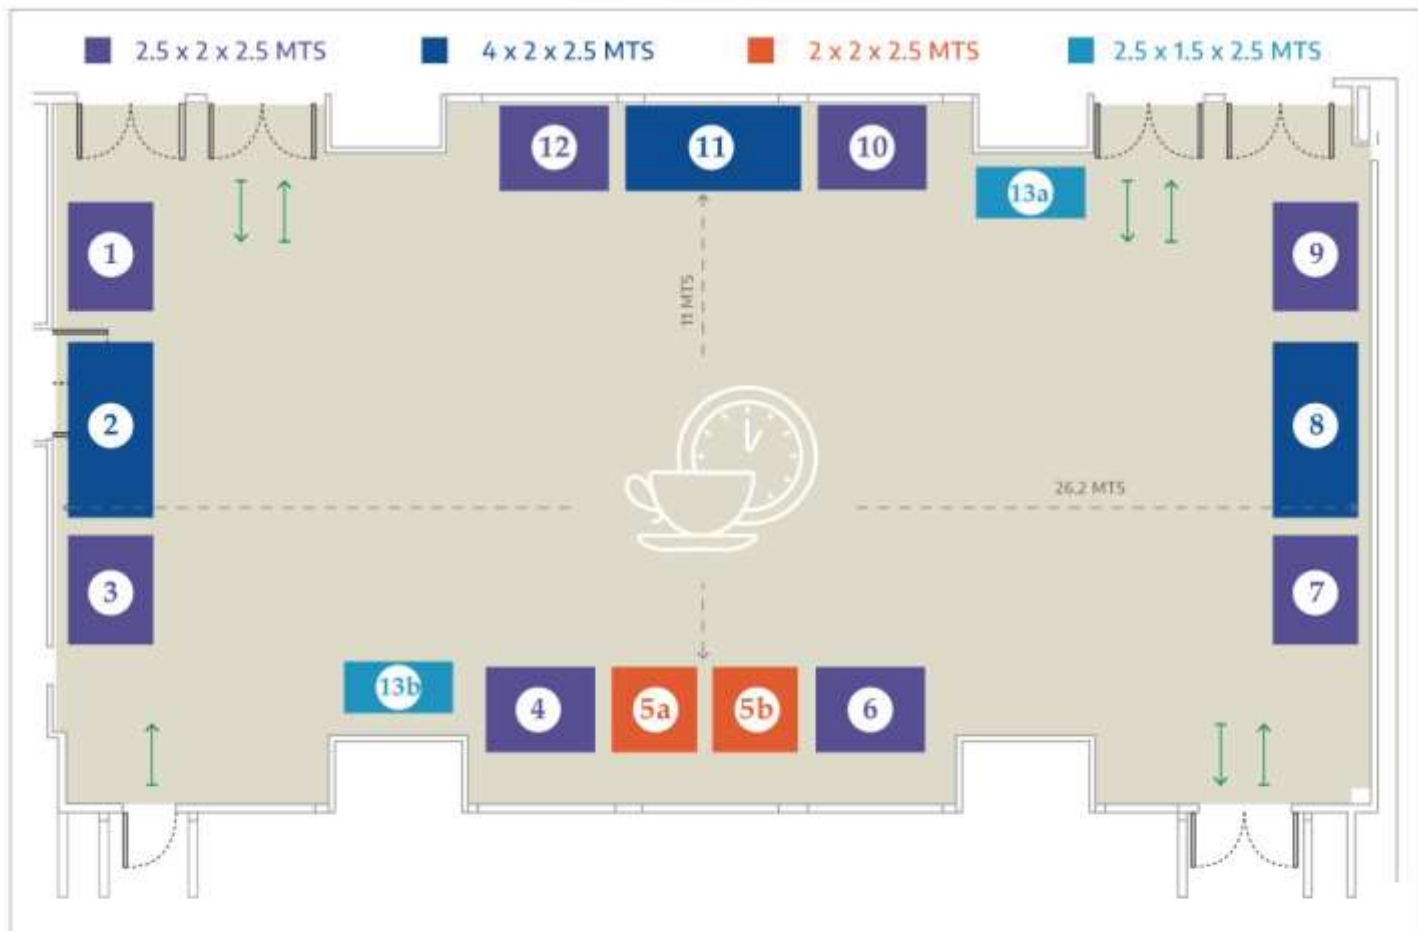 2.5 x 2 x 2.5 MTS
4 x 2 x 2.5 MTS
2 x 2 x 2.5 MTS
2.5 x 1.5 x 2.5 MTS
12
11
10
13a
1
9
11 MTS
2
8
26.2 MTS
3
7
13b
4
5a
5b
6